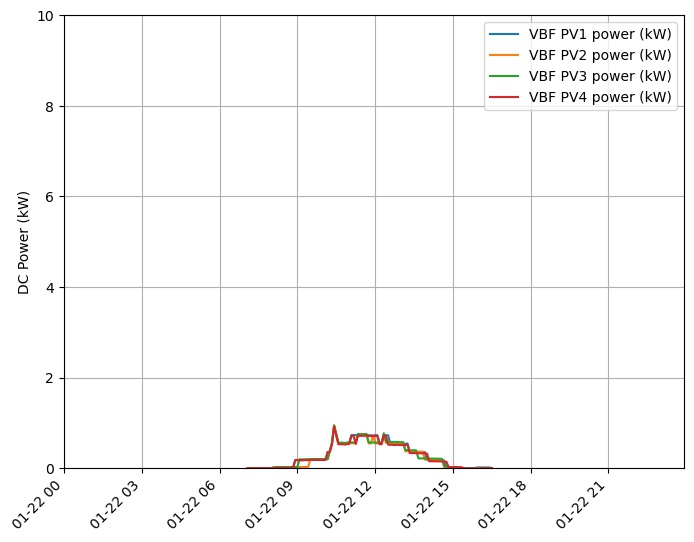 10
8
6
4
2
0
DC Power (kW)
VBF PV1 power (kW)
VBF PV2 power (kW)
VBF PV3 power (kW)
VBF PV4 power (kW)
01-22 00
01-22 03
01-22 06
01-22 09
01-22 12
01-22 15
01-22 18
01-22 21